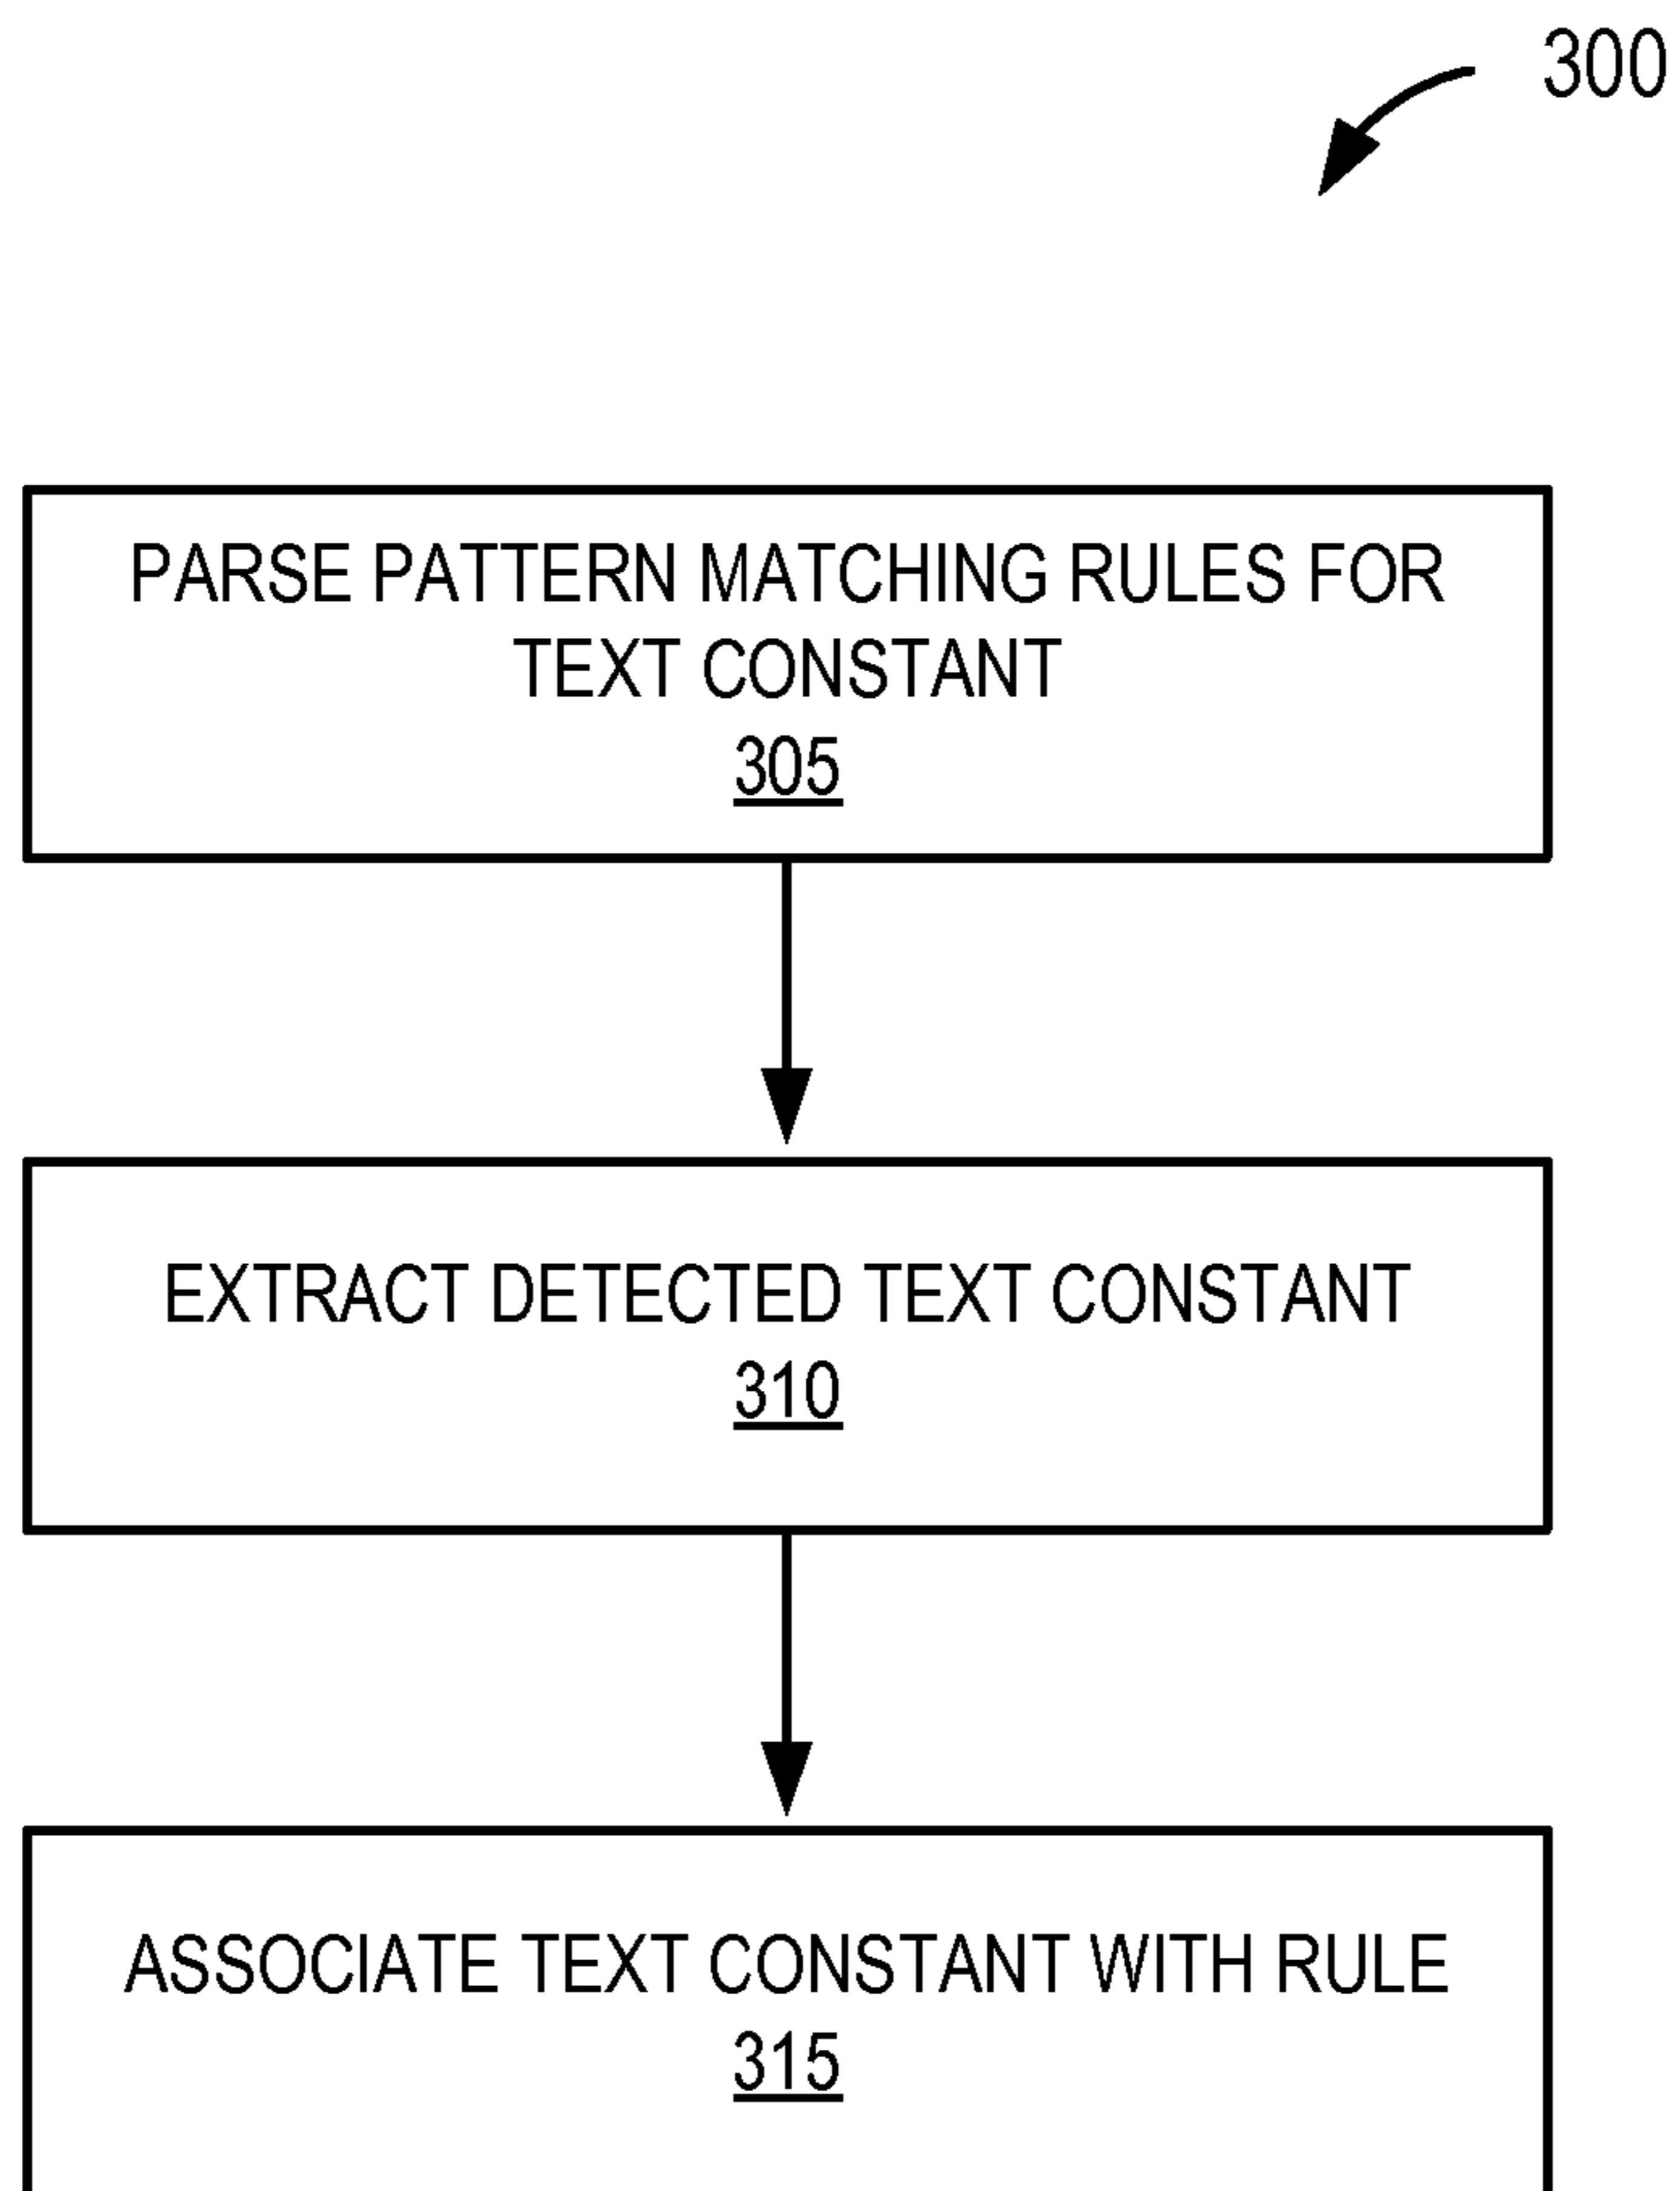 300
PARSE PATTERN MATCHING RULES FOR
TEXT CONSTANT
305
EXTRACT DETECTED TEXT CONSTANT
310
ASSOCIATE TEXT CONSTANT WITH RULE
315